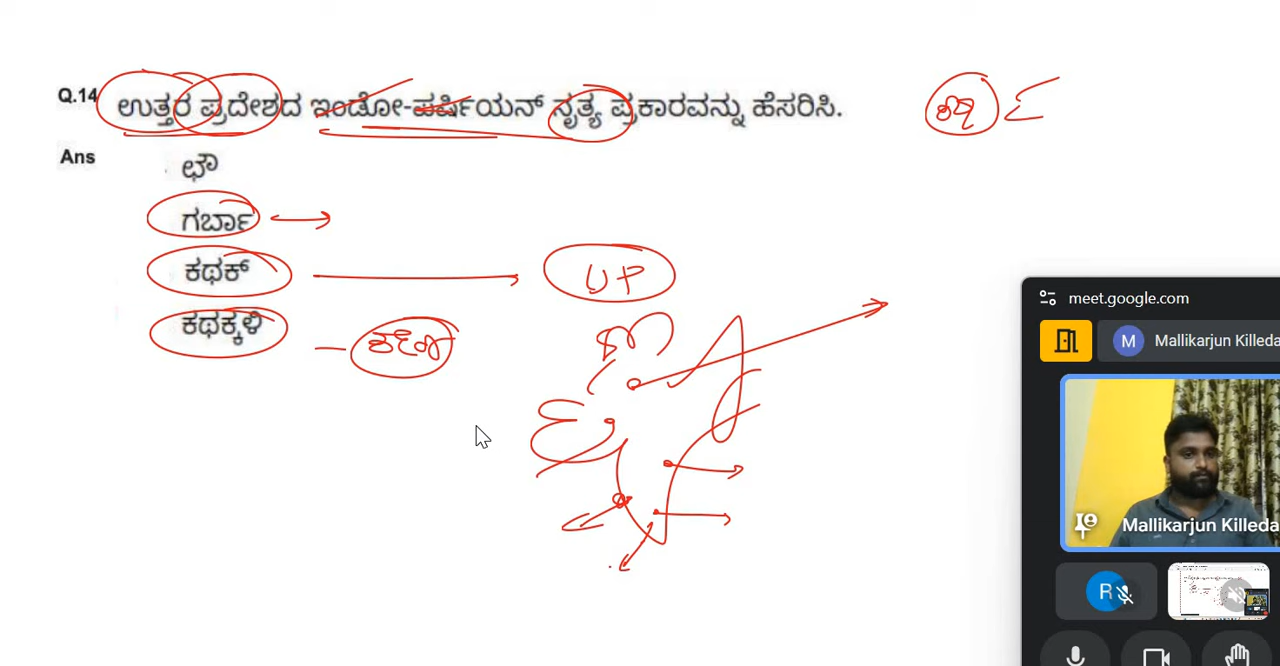 Q.14 ಉತ್ತರ ಪ್ರದೇಶದ ಇಂಡೋ-ಪರ್ಷಿಯನ್ ನೃತ್ಯ ಪ್ರಕಾರವನ್ನು ಹೆಸರಿಸಿ.
Ans
ಛೌ
ಗರ್ಬಾ
ಕಥಕ್
UP
ಕಥಕ್ಕಳಿ
meet.google.com
M Mallikarjun Killeda
Mallikarjun Killeda
R